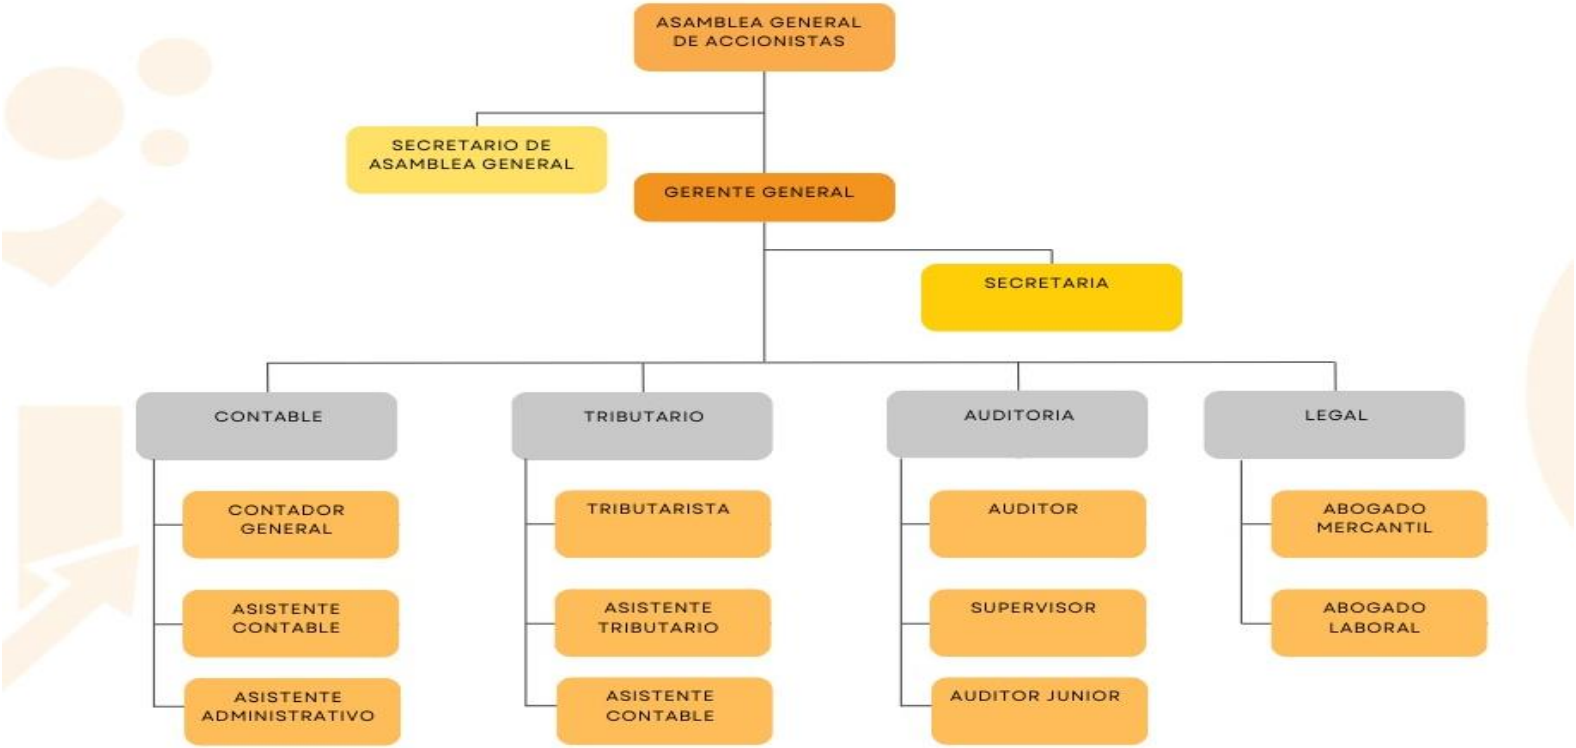 ASAMBLEA GENERAL
DE ACCIONISTAS
SECRETARIO DE
ASAMBLEA GENERAL
GERENTE GENERAL
SECRETARIA
CONTABLE
TRIBUTARIO
AUDITORIA
LEGAL
CONTADOR
GENERAL
TRIBUTARISTA
AUDITOR
ABOGADO
MERCANTIL
ASISTENTE
CONTABLE
ASISTENTE
TRIBUTARIO
SUPERVISOR
ABOGADO
LABORAL
ASISTENTE
ADMINISTRATIVO
ASISTENTE
CONTABLE
AUDITOR JUNIOR